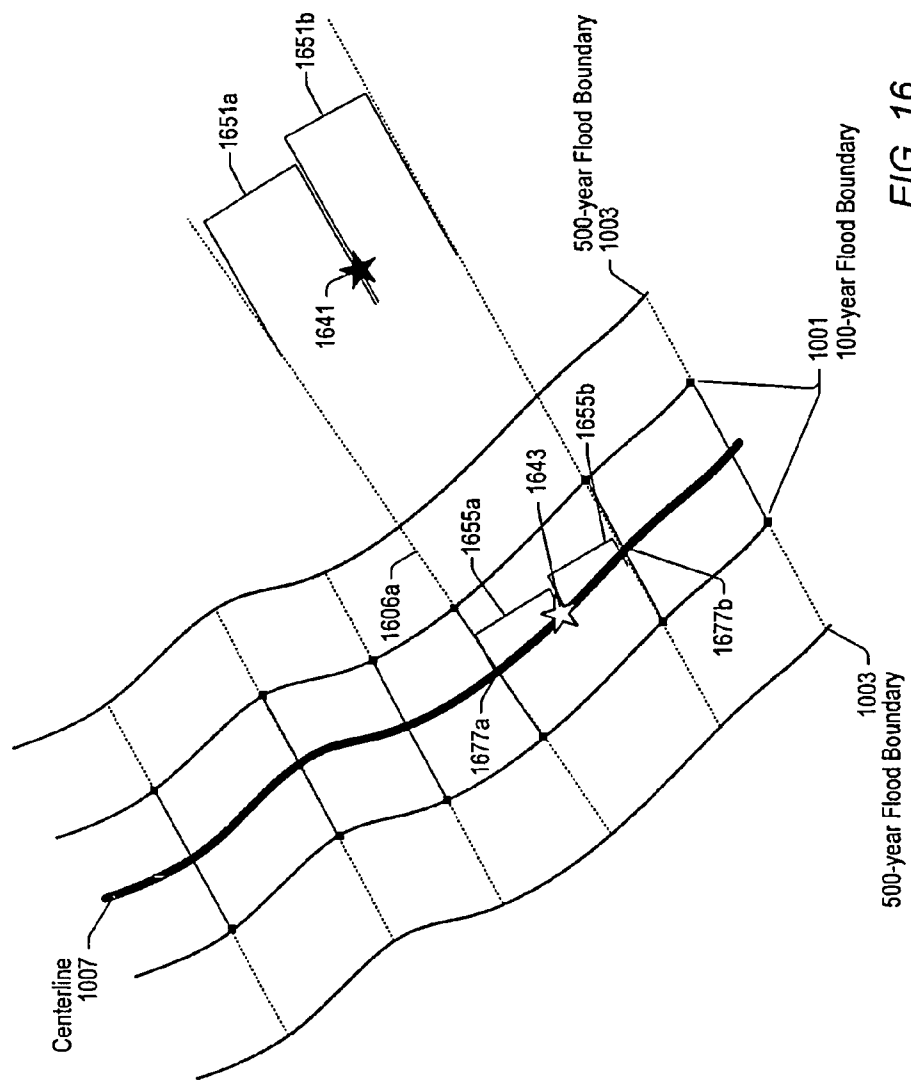 Centerline
1007
1606a
1677a
1655a
1643
1655b
1677b
1641
1651a
1651b
500-year Flood Boundary
1003
1001
100-year Flood Boundary
1003
500-year Flood Boundary
FIG. 16